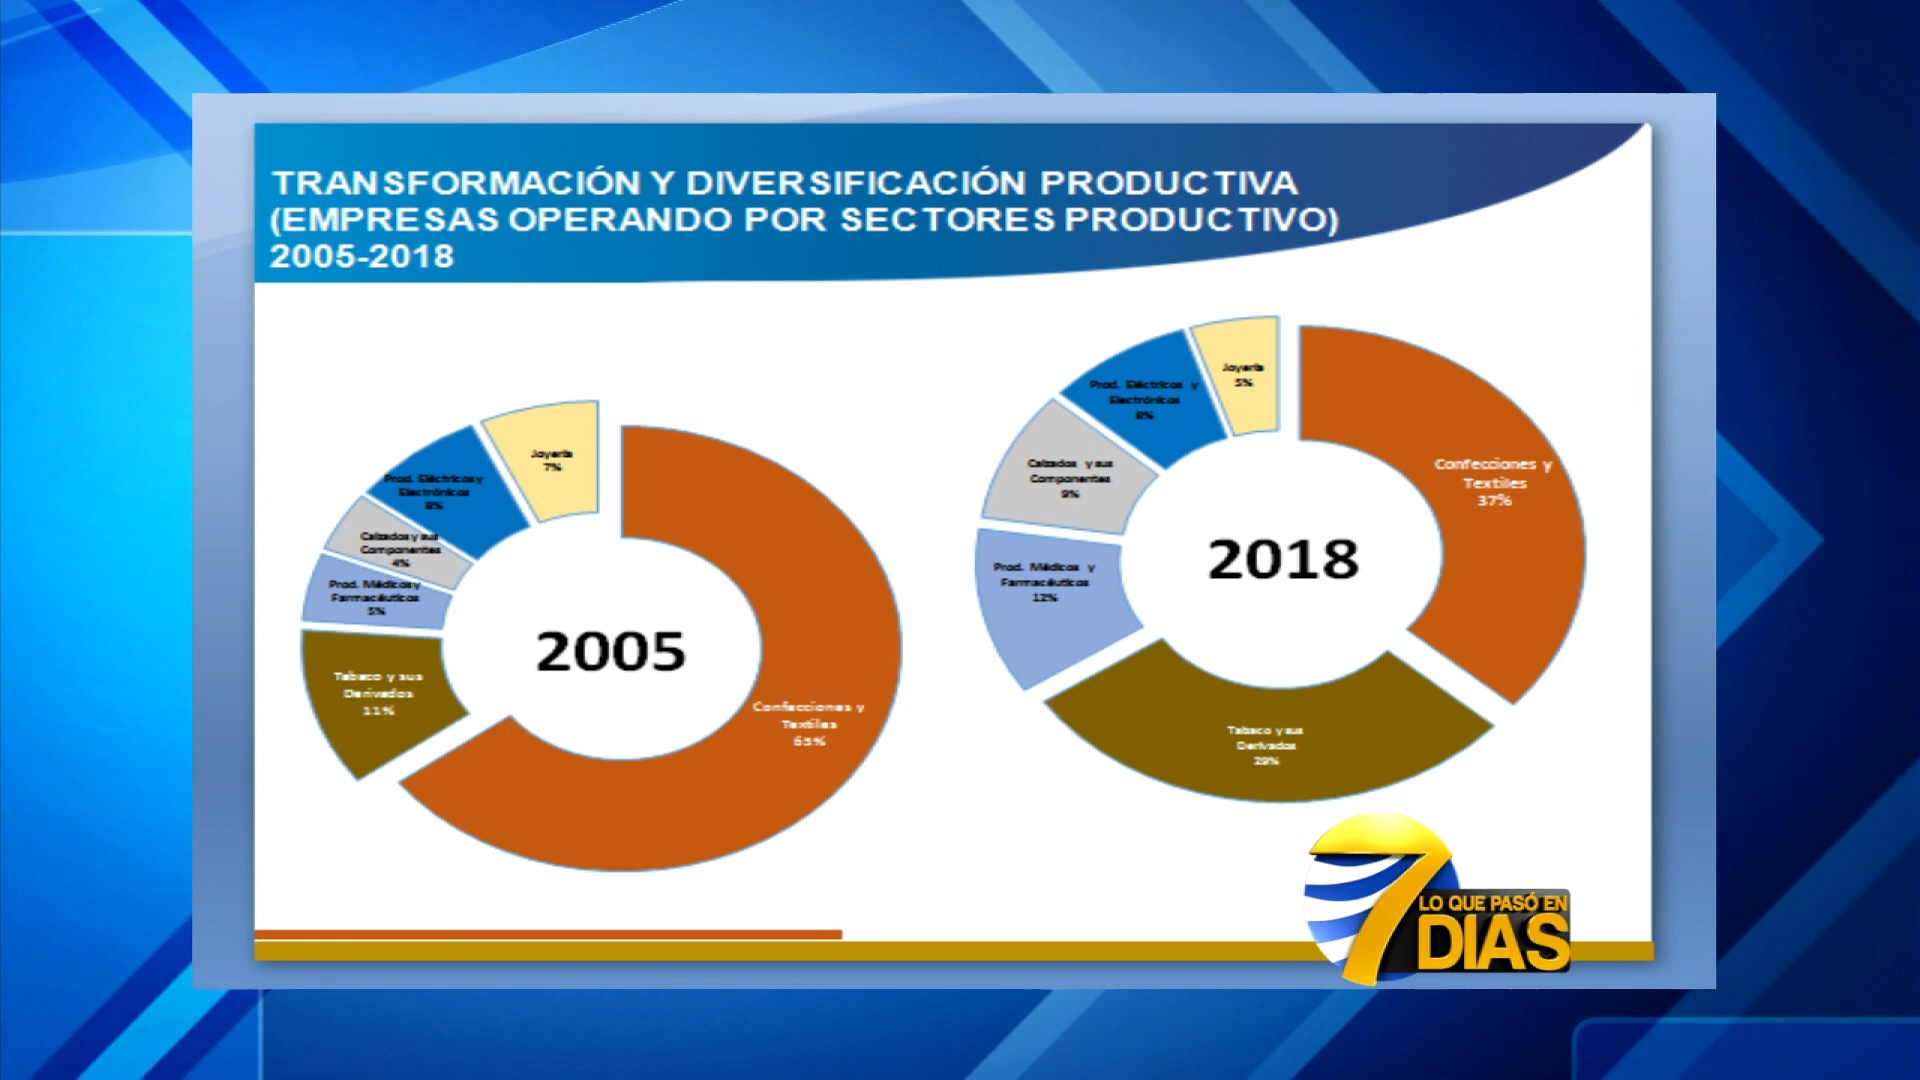 TRANSFORMACIÓN Y DIVERSIFICACIÓN PRODUCTIVA
(EMPRESAS OPERANDO POR SECTORES PRODUCTIVO)
2005-2018
Joyería
7%
Prod. Eléctricos y
Electrónicos
8%
Calzados y sus
Componentes
4%
Prod. Médicos y
Farmacéuticos
5%
Tabaco y sus
Derivados
11%
2005
Confecciones y
Textiles
65%
Joyería
5%
Prod. Eléctricos y
Electrónicos
8%
Calzados y sus
Componentes
9%
Prod. Médicos y
Farmacéuticos
12%
2018
Confecciones y
Textiles
37%
Tabaco y sus
Derivados
29%
7
LO QUE PASÓ EN
DIAS